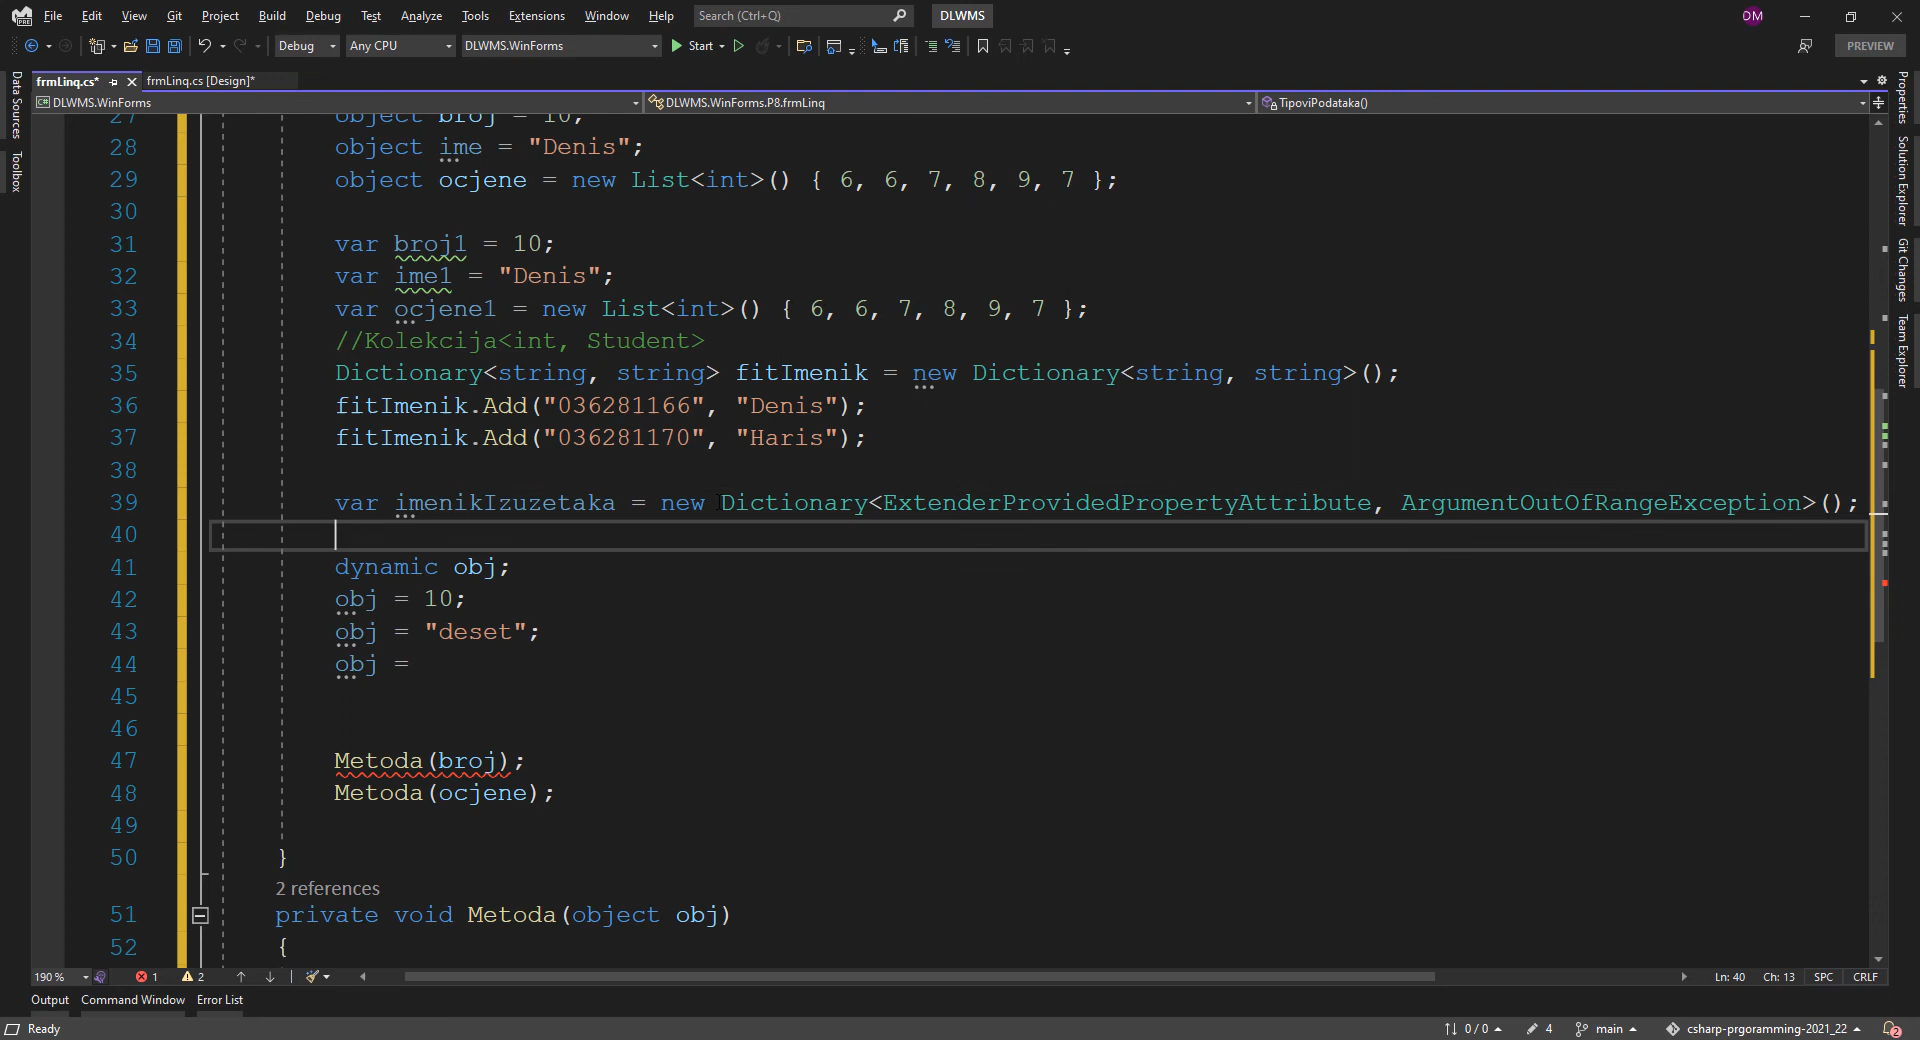 File Edit View Git Project Build Debug Test Analyze Tools Extensions Window Help Search (Ctrl+Q) DLWMS DM
Debug Any CPU DLWMS.WinForms Start PREVIEW
frmLinq.cs* frmLinq.cs [Design]*
DLWMS.WinForms DLWMS.WinForms.P8.frmLinq TipoviPodataka()
Data Sources
Toolbox
27 object broj = 10;
28 object ime = "Denis";
29 object ocjene = new List<int>() { 6, 6, 7, 8, 9, 7 };
30
31 var broj1 = 10;
32 var ime1 = "Denis";
33 var ocjene1 = new List<int>() { 6, 6, 7, 8, 9, 7 };
34 //Kolekcija<int, Student>
35 Dictionary<string, string> fitImenik = new Dictionary<string, string>();
36 fitImenik.Add("036281166", "Denis");
37 fitImenik.Add("036281170", "Haris");
38
39 var imenikIzuzetaka = new Dictionary<ExtenderProvidedPropertyAttribute, ArgumentOutOfRangeException>();
40
41 dynamic obj;
42 obj = 10;
43 obj = "deset";
44 obj =
45
46
47 Metoda(broj);
48 Metoda(ocjene);
49
50 }
2 references
51 private void Metoda(object obj)
52 {
Properties
Solution Explorer
Git Changes
Team Explorer
190 % 1 2 Ln: 40 Ch: 13 SPC CRLF
Output Command Window Error List
Ready 0 / 0 4 main csharp-prgoramming-2021_22 2